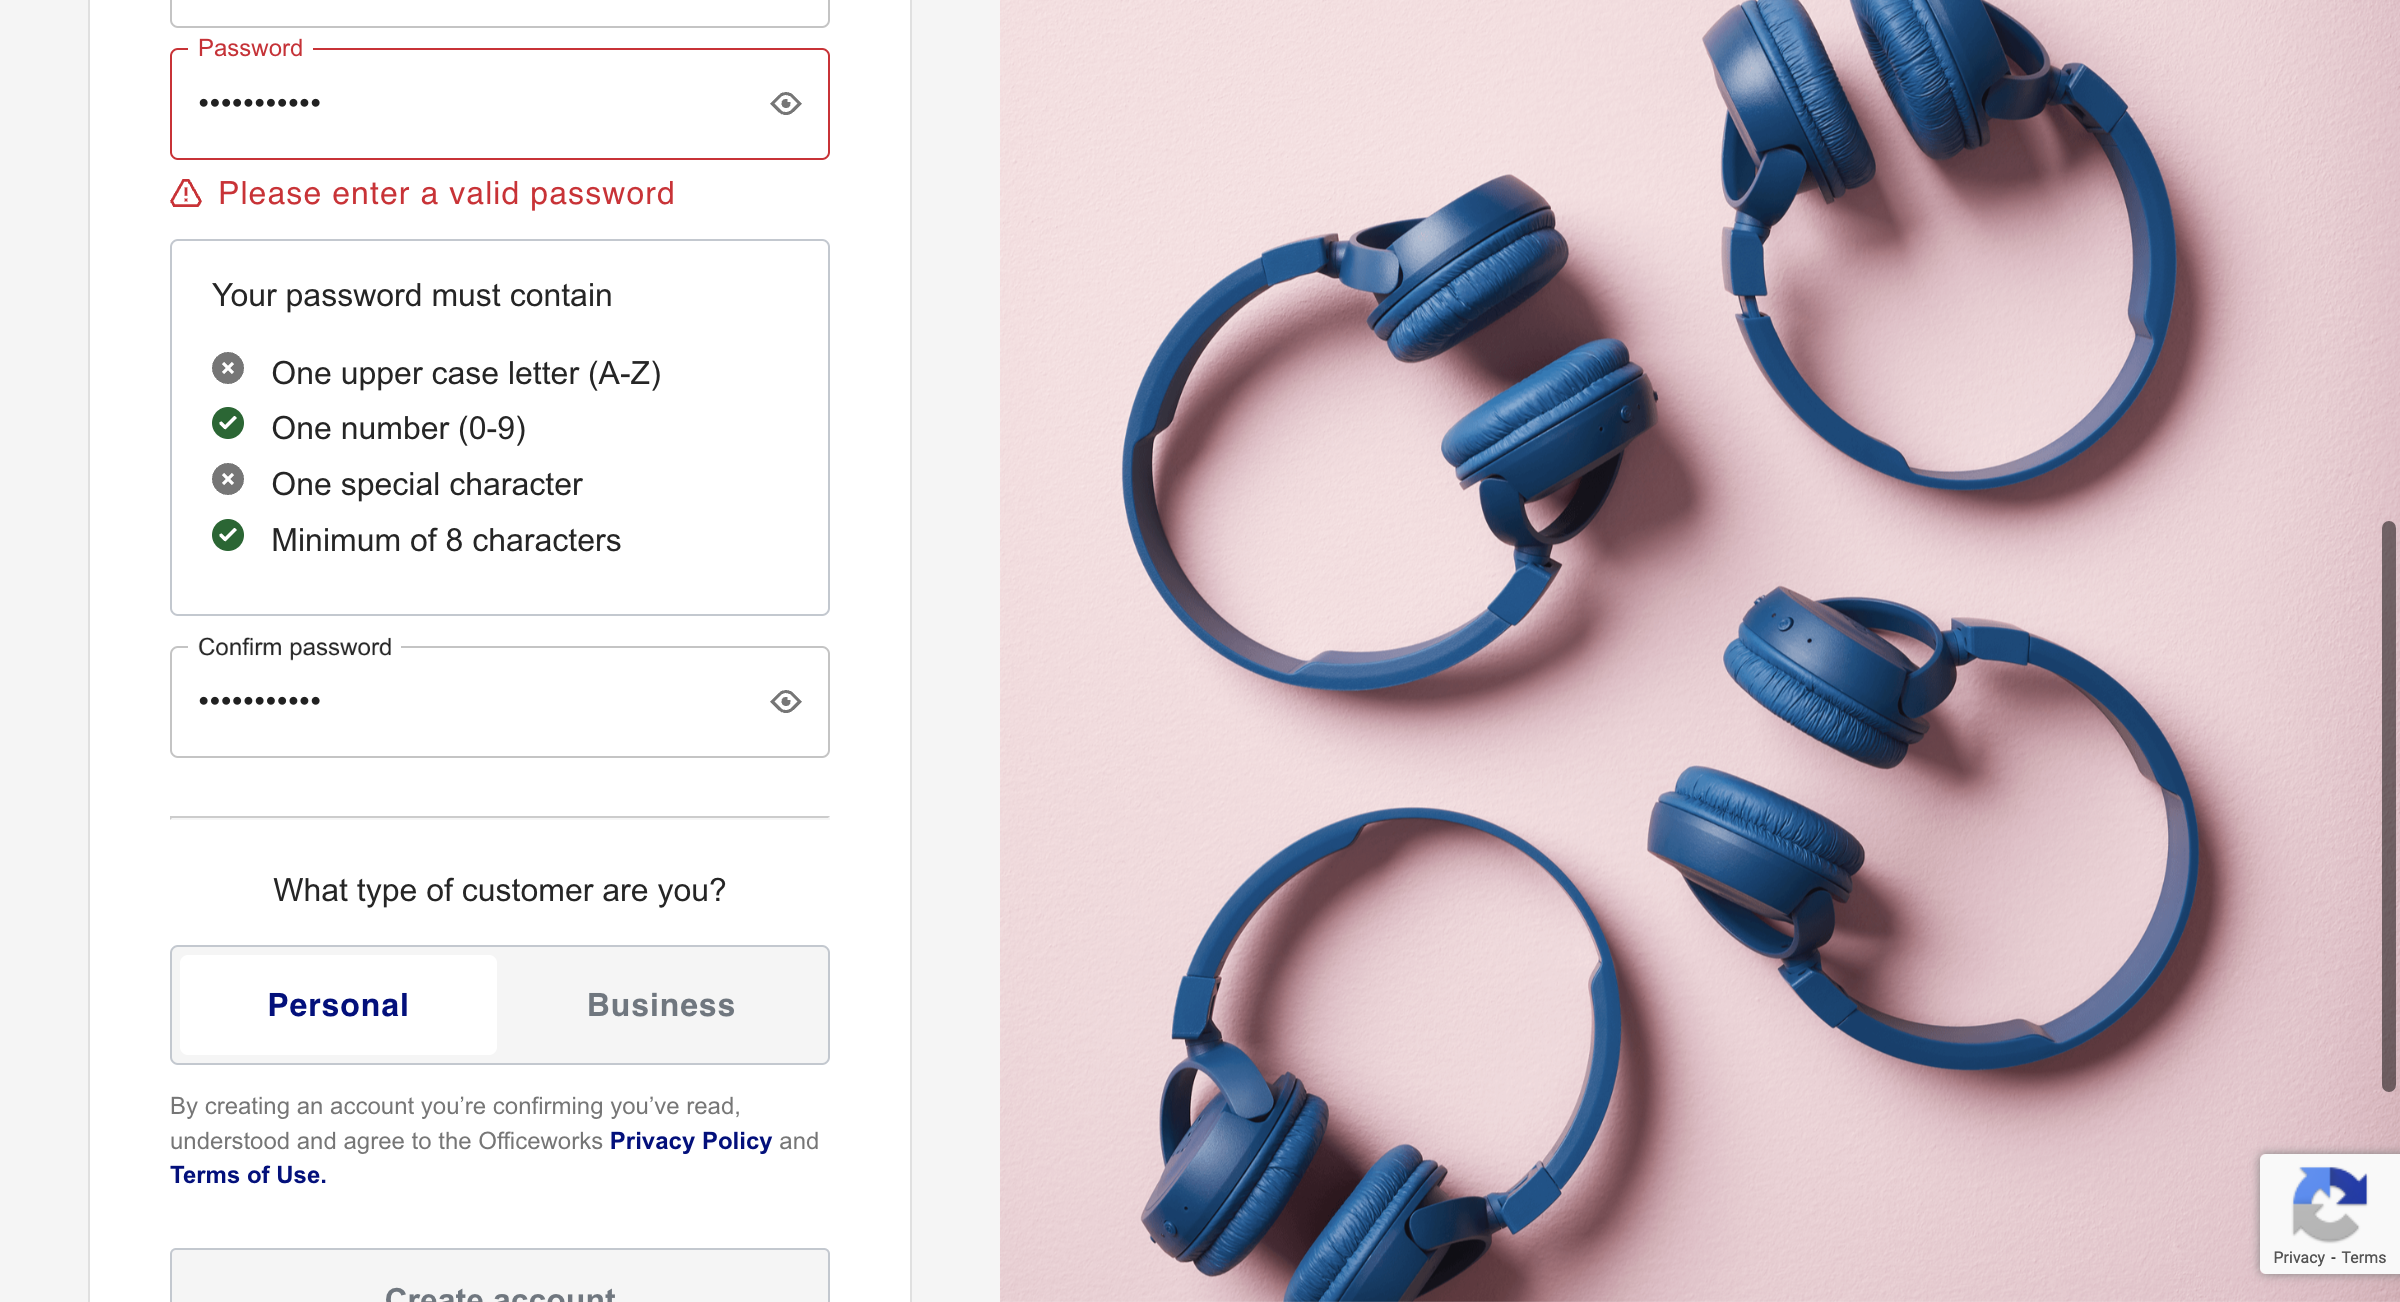 Password
•••••••••••
Please enter a valid password
Your password must contain
One upper case letter (A-Z)
One number (0-9)
One special character
Minimum of 8 characters
Confirm password
•••••••••••
What type of customer are you?
Personal
Business
By creating an account you’re confirming you’ve read,
understood and agree to the Officeworks Privacy Policy and
Terms of Use.
Create account
Privacy - Terms